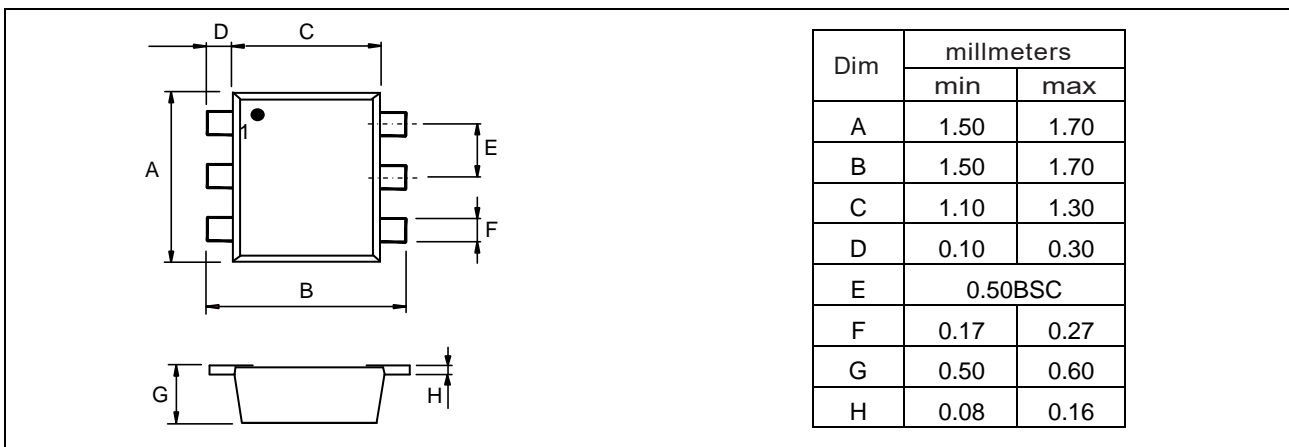 D C
1
A
E
F
B
G
H
Dim millmeters
min max
A 1.50 1.70
B 1.50 1.70
C 1.10 1.30
D 0.10 0.30
E 0.50BSC
F 0.17 0.27
G 0.50 0.60
H 0.08 0.16